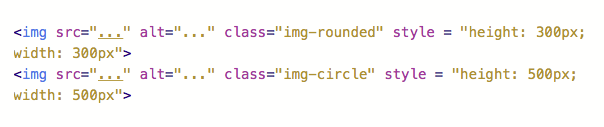 <img src="..." alt="..." class="img-rounded" style = "height: 300px;
width: 300px">
<img src="..." alt="..." class="img-circle" style = "height: 500px;
width: 500px">